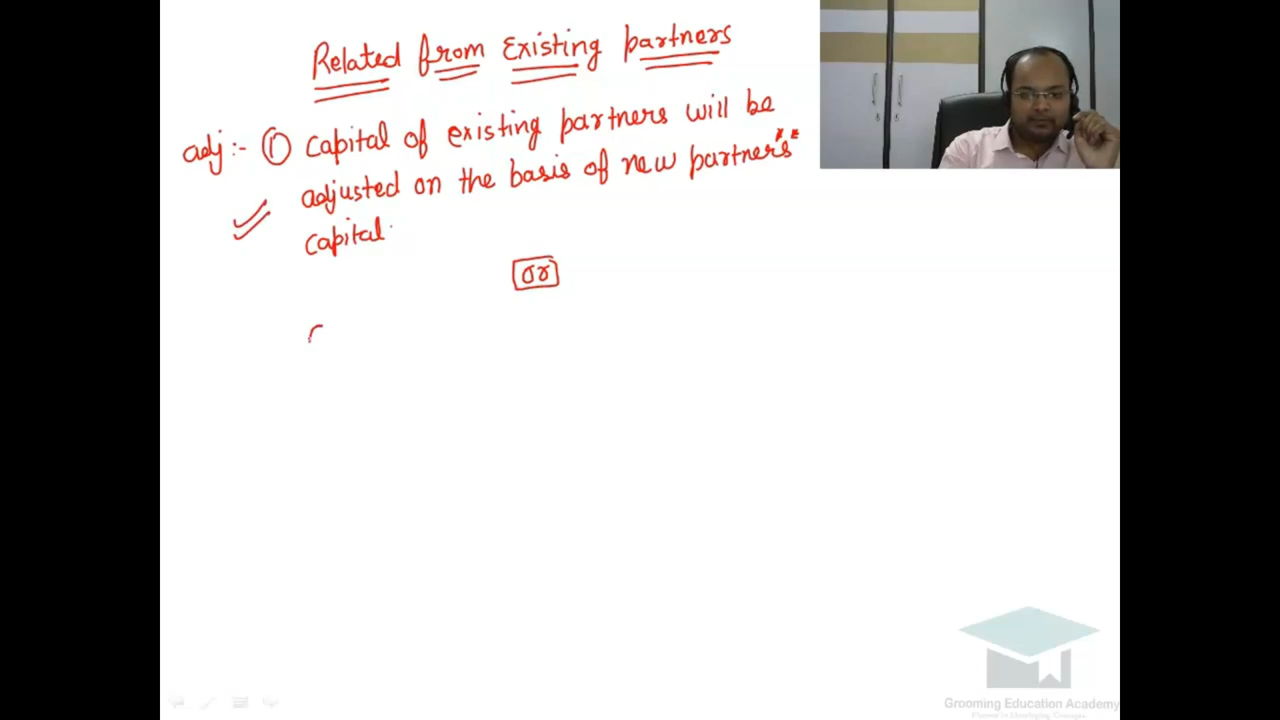 Related from Existing partners
adj:- ① Capital of existing partners will be
adjusted on the basis of new partner's**
capital.
or
Grooming Education Academy